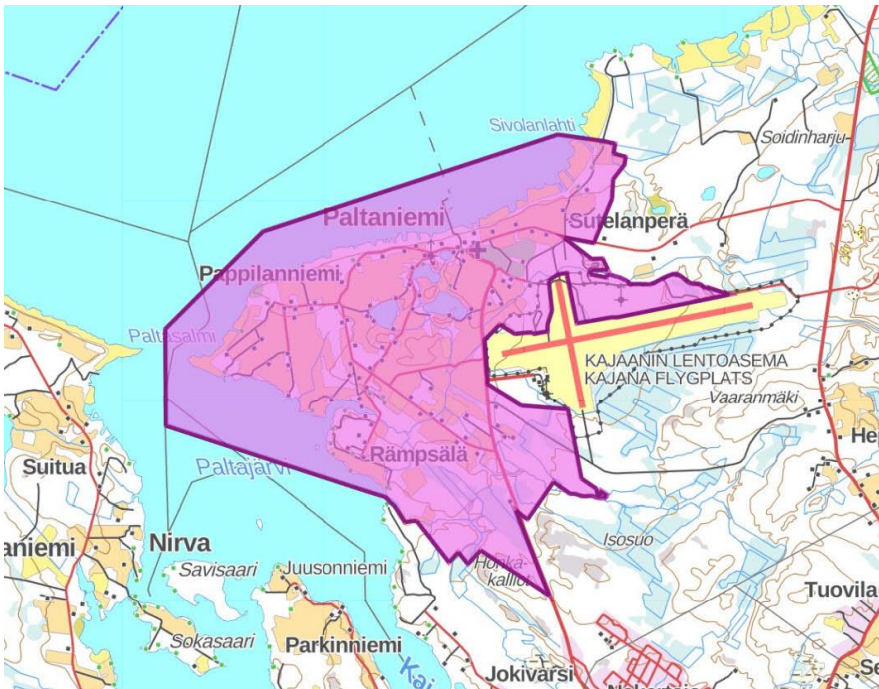 Sivolanlahti
Soidinharju
Paltaniemi
Sutelanperä
Pappilanniemi
Paltasalmi
KAJAANIN LENTOASEMA
KAJANA FLYGPLATS
Vaaranmäki
Rämpsälä
Suitua
Paltajärvi
Isosuo
Nirva
aniemi
Juusonniemi
Savisaari
Tuovila
Sokasaari
Parkinniemi
Jokivarsi